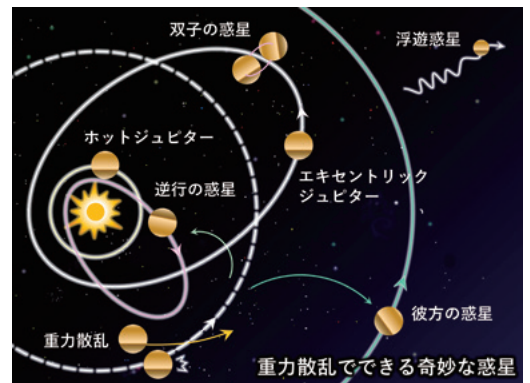 双子の惑星
浮遊惑星
ホットジュピター
逆行の惑星
エキセントリック
ジュピター
彼方の惑星
重力散乱
重力散乱でできる奇妙な惑星